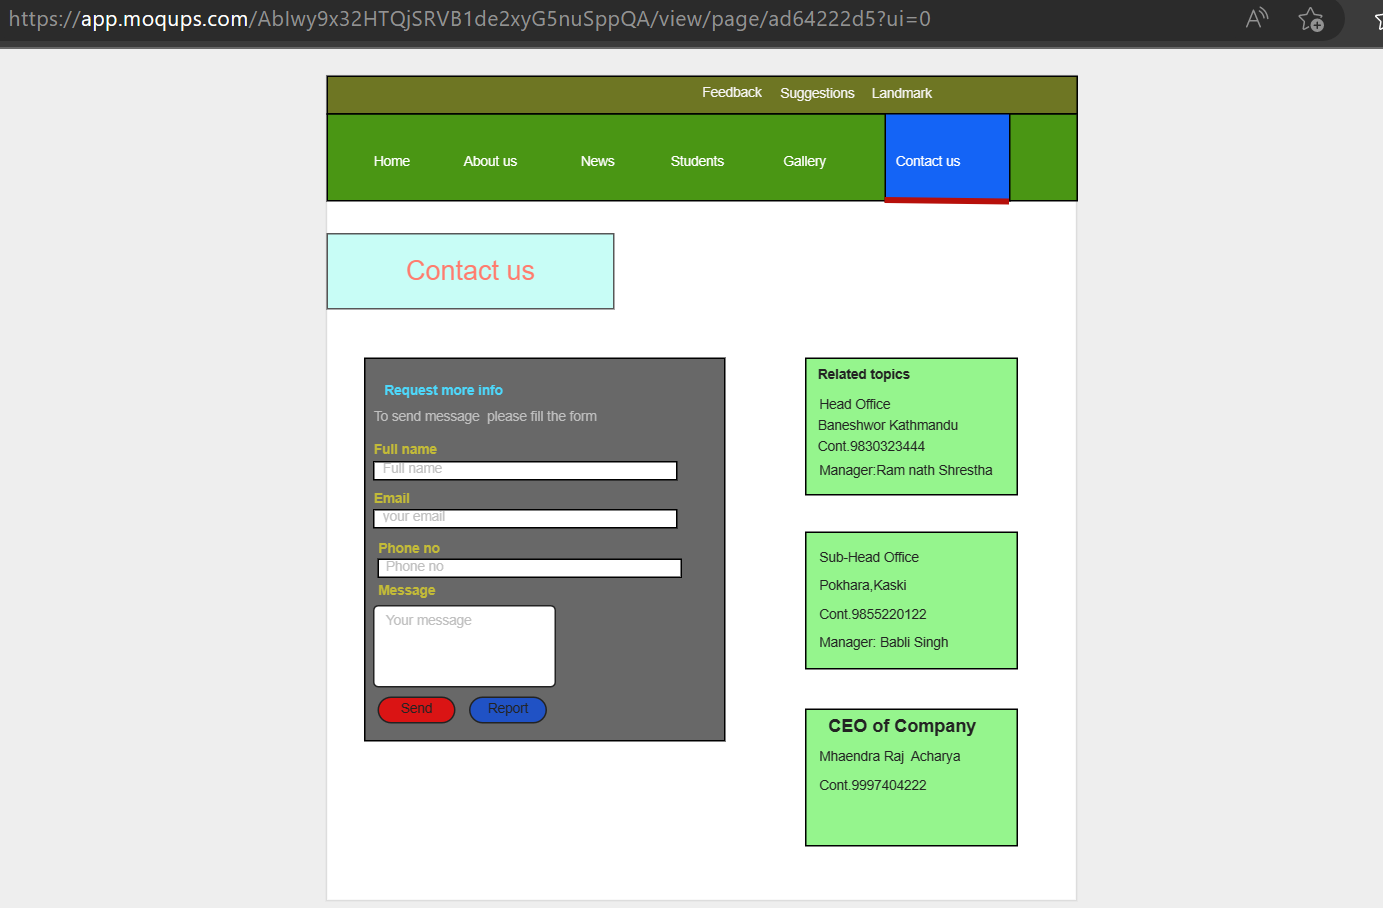 https://app.moqups.com/AbIwy9x32HTQjSRVB1de2xyG5nuSppQA/view/page/ad64222d5?ui=0
Feedback Suggestions Landmark
Home About us News Students Gallery Contact us
Contact us
Request more info
To send message please fill the form
Full name
Full name
Email
your email
Phone no
Phone no
Message
Your message
Send Report
Related topics
Head Office
Baneshwor Kathmandu
Cont.9830323444
Manager:Ram nath Shrestha
Sub-Head Office
Pokhara,Kaski
Cont.9855220122
Manager: Babli Singh
CEO of Company
Mhaendra Raj Acharya
Cont.9997404222